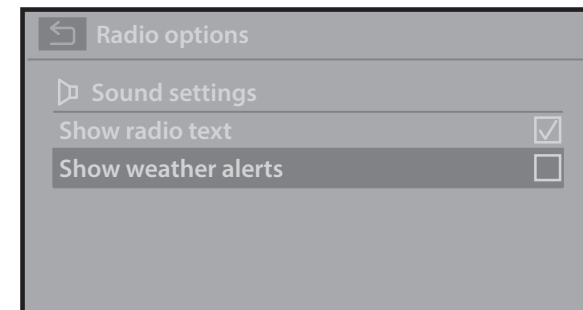 Radio options
Sound settings
Show radio text
Show weather alerts